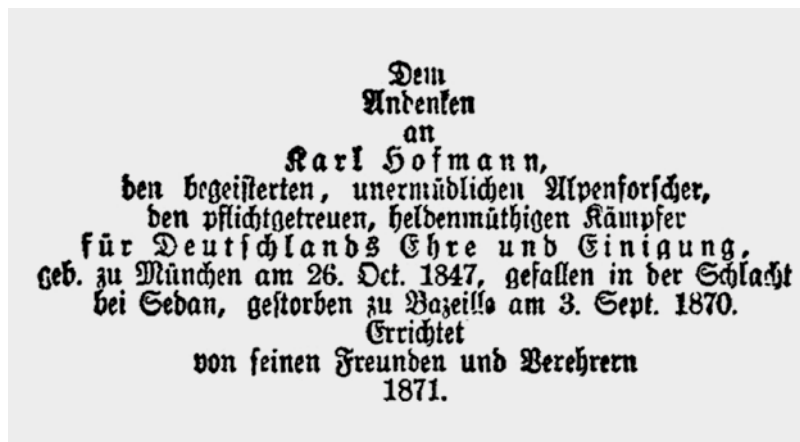 Dem
Andenken
an
Karl Hofmann,
den begeisterten, unermüdlichen Alpenforscher,
den pflichtgetreuen, heldenmüthigen Kämpfer
für Deutschlands Ehre und Einigung,
geb. zu München am 26. Oct. 1847, gefallen in der Schlacht
bei Sedan, gestorben zu Bazeille am 3. Sept. 1870.
Errichtet
von seinen Freunden und Verehrern
1871.